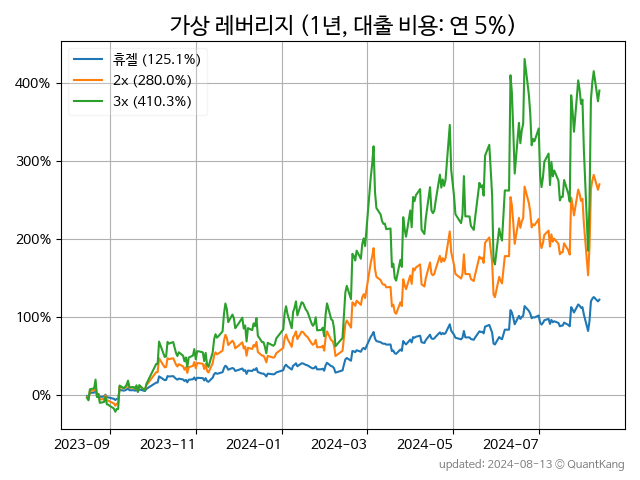 가상 레버리지 (1년, 대출 비용: 연 5%)
휴젤 (125.1%)
2x (280.0%)
3x (410.3%)
400%
300%
200%
100%
0%
2023-09 2023-11 2024-01 2024-03 2024-05 2024-07
updated: 2024-08-13 © QuantKang